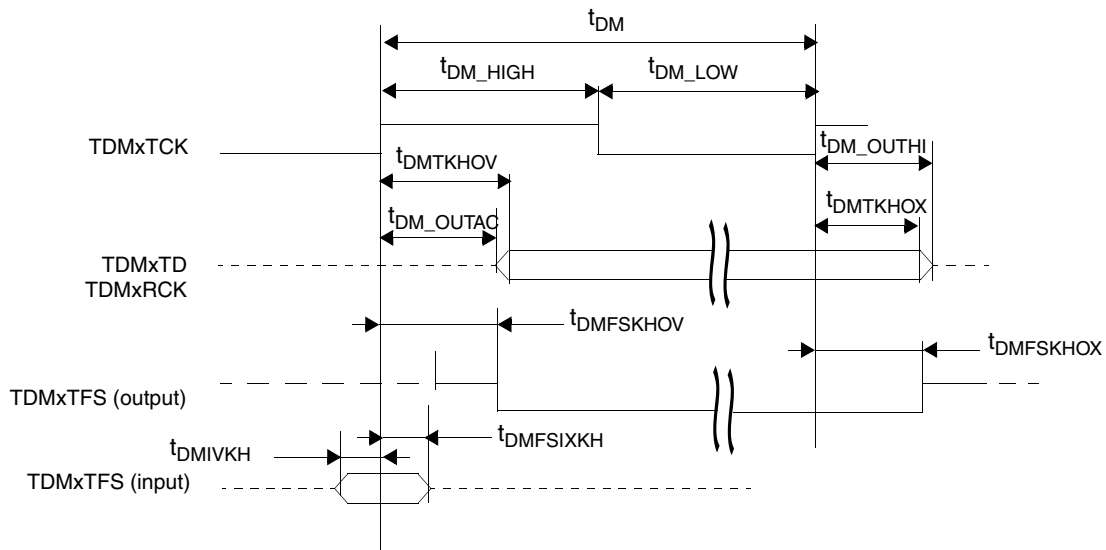 tDM
tDM_HIGH
tDM_LOW
TDMxTCK
tDMTKHOV
tDM_OUTHI
tDM_OUTAC
tDMTKHOX
TDMxTD
TDMxRCK
tDMFSKHOV
tDMFSKHOX
TDMxTFS (output)
tDMIVKH
tDMFSIXKH
TDMxTFS (input)